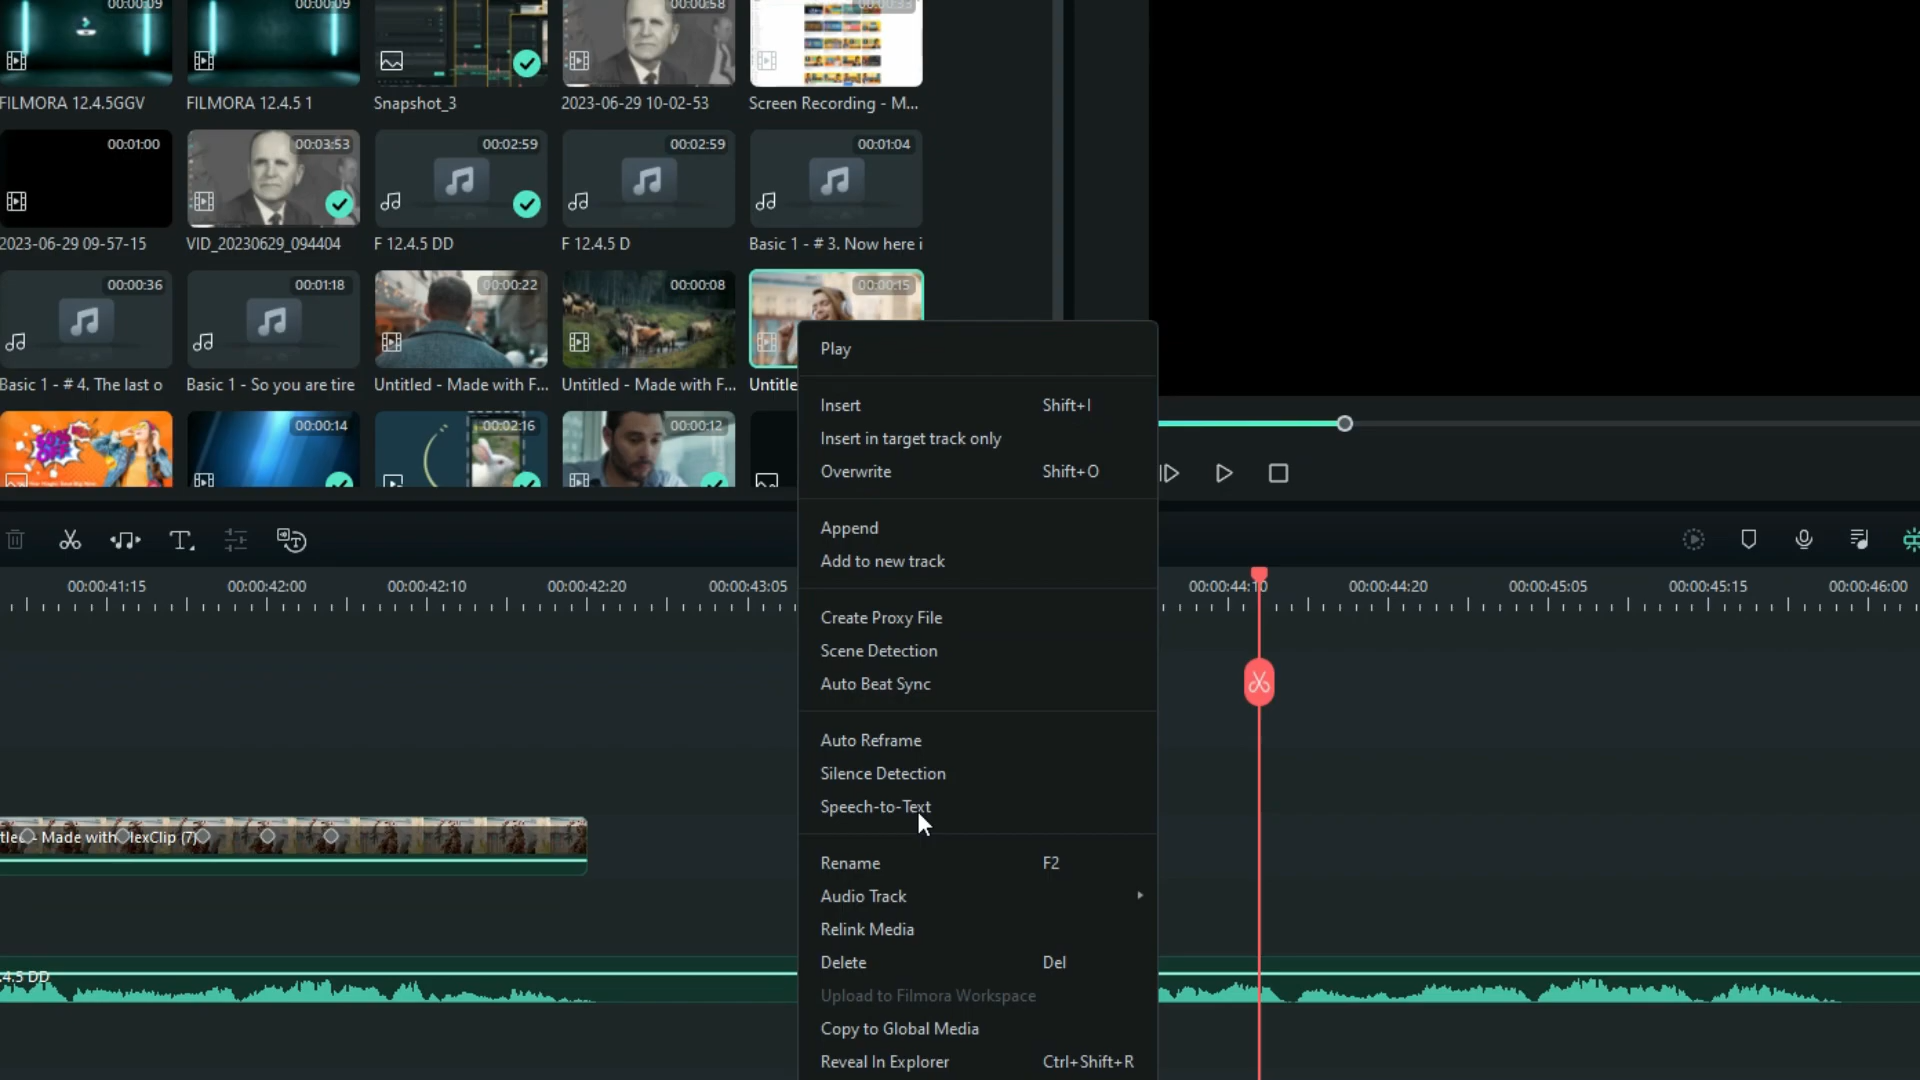 00:00:09
00:00:09
00:00:58
00:00:33
FILMORA 12.4.5GGV
FILMORA 12.4.5 1
Snapshot_3
2023-06-29 10-02-53
Screen Recording - M...
00:01:00
00:03:53
00:02:59
00:02:59
00:01:04
2023-06-29 09-57-15
VID_20230629_094404
F 12.4.5 DD
F 12.4.5 D
Basic 1 - # 3. Now here i
00:00:36
00:01:18
00:00:22
00:00:08
00:00:15
Basic 1 - # 4. The last o
Basic 1 - So you are tire
Untitled - Made with F...
Untitled - Made with F...
Untitle
50%
OFF
00:00:14
00:02:16
00:00:12
Play
Insert Shift+I
Insert in target track only
Overwrite Shift+O
Append
Add to new track
Create Proxy File
Scene Detection
Auto Beat Sync
Auto Reframe
Silence Detection
Speech-to-Text
Rename F2
Audio Track
Relink Media
Delete Del
Upload to Filmora Workspace
Copy to Global Media
Reveal In Explorer Ctrl+Shift+R
00:00:41:15
00:00:42:00
00:00:42:10
00:00:42:20
00:00:43:05
00:00:44:10
00:00:44:20
00:00:45:05
00:00:45:15
00:00:46:00
Made with lexClip (7)
4.5 DD